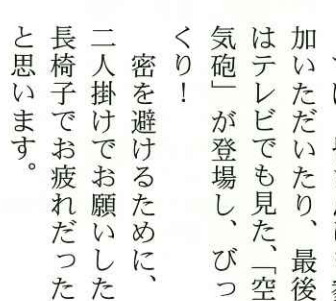 加いただいたり、最後
はテレビでも見た、「空
気砲」が登場し、びっ
くり！
密を避けるために、
二人掛けでお願いした
長椅子でお疲れだった
と思います。